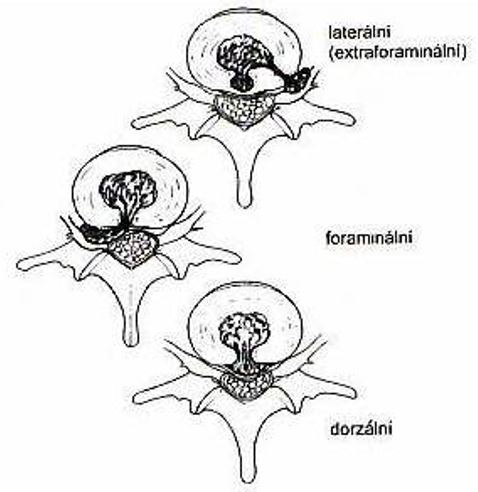 laterální
(extraforaminální)
foraminální
dorzální